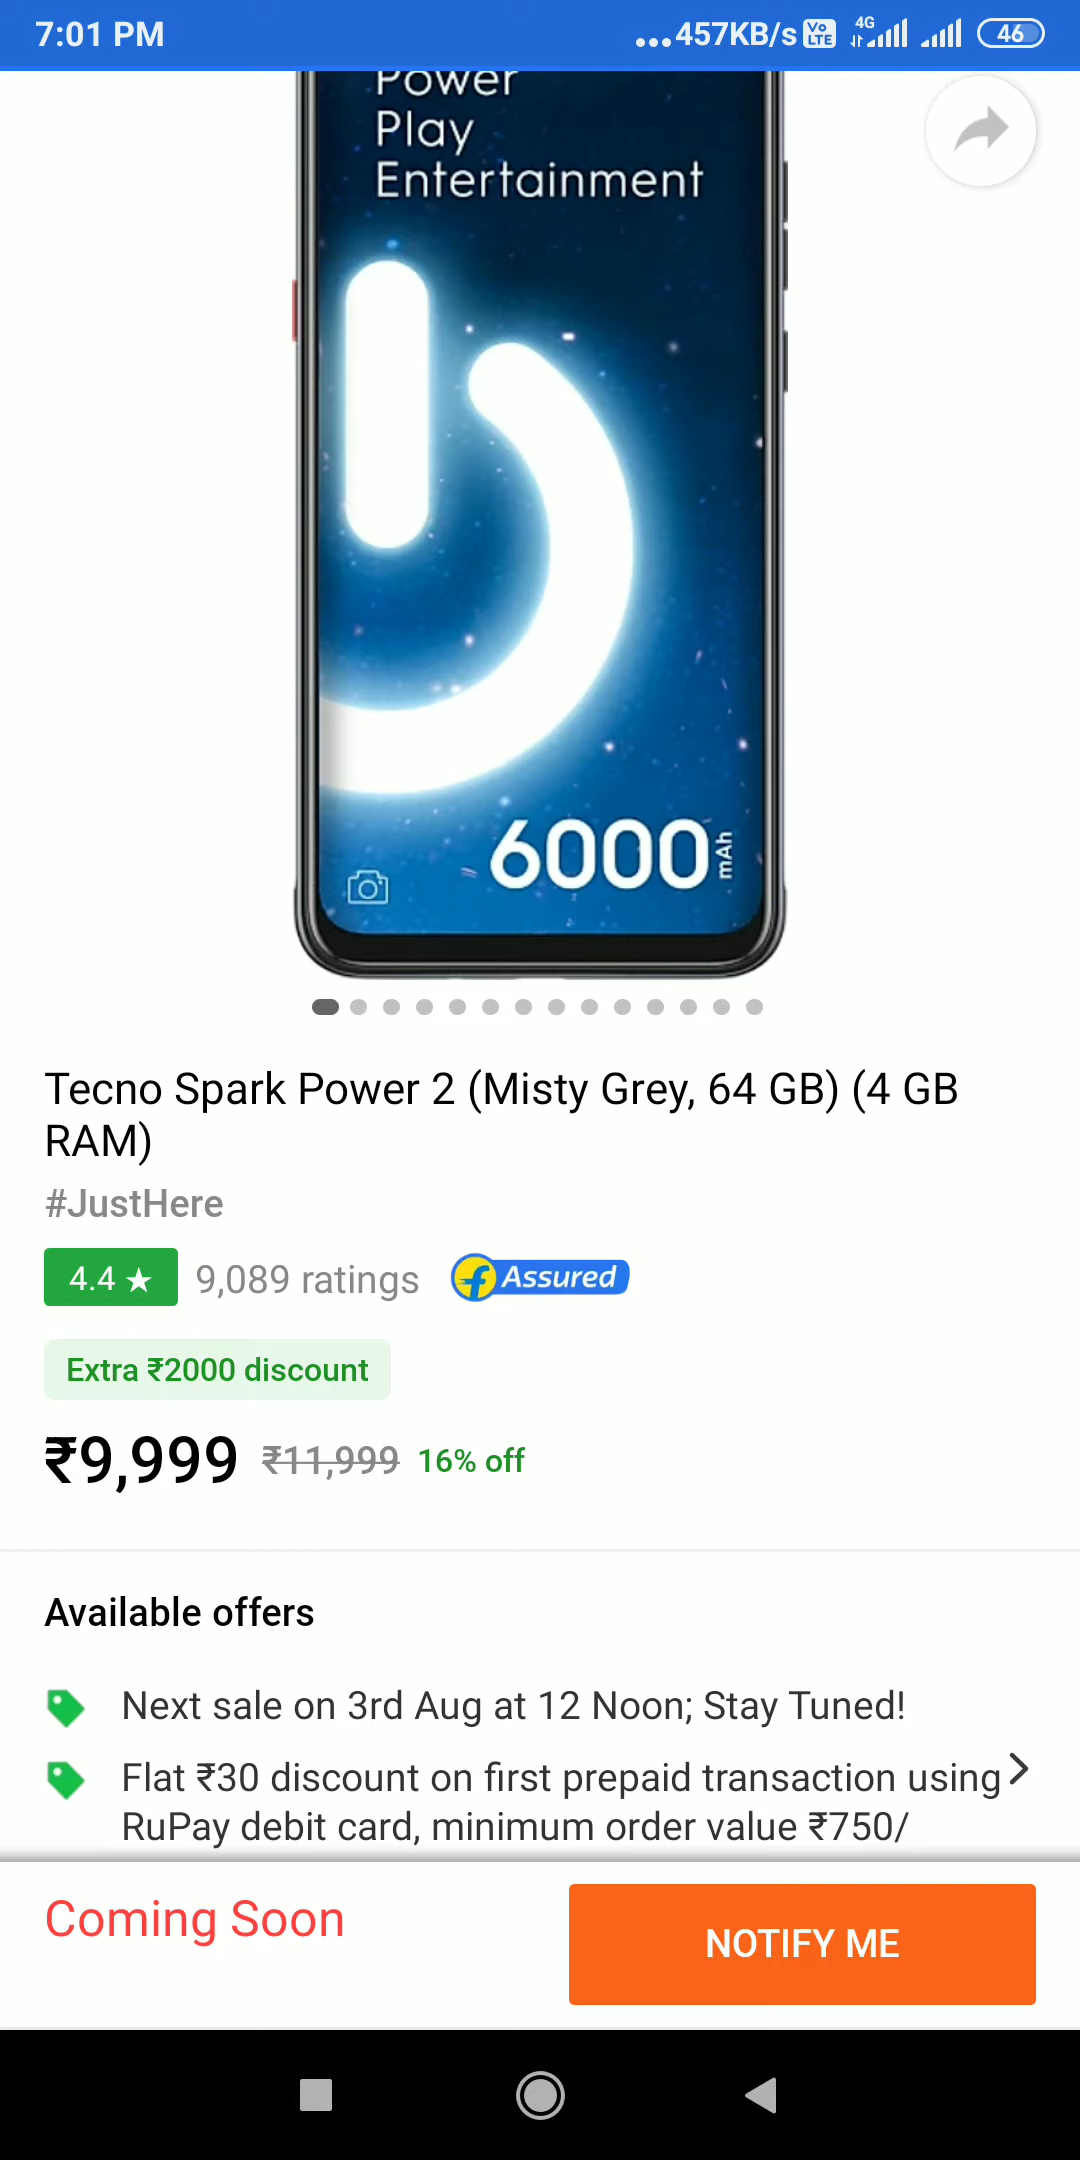 7:01 PM
...457KB/s Vo LTE 4G 46
Power
Play
Entertainment
6000 mAh
Tecno Spark Power 2 (Misty Grey, 64 GB) (4 GB
RAM)
#JustHere
4.4 ★ 9,089 ratings f Assured
Extra ₹2000 discount
₹9,999 ₹11,999 16% off
Available offers
Next sale on 3rd Aug at 12 Noon; Stay Tuned!
Flat ₹30 discount on first prepaid transaction using
RuPay debit card, minimum order value ₹750/
Coming Soon
NOTIFY ME